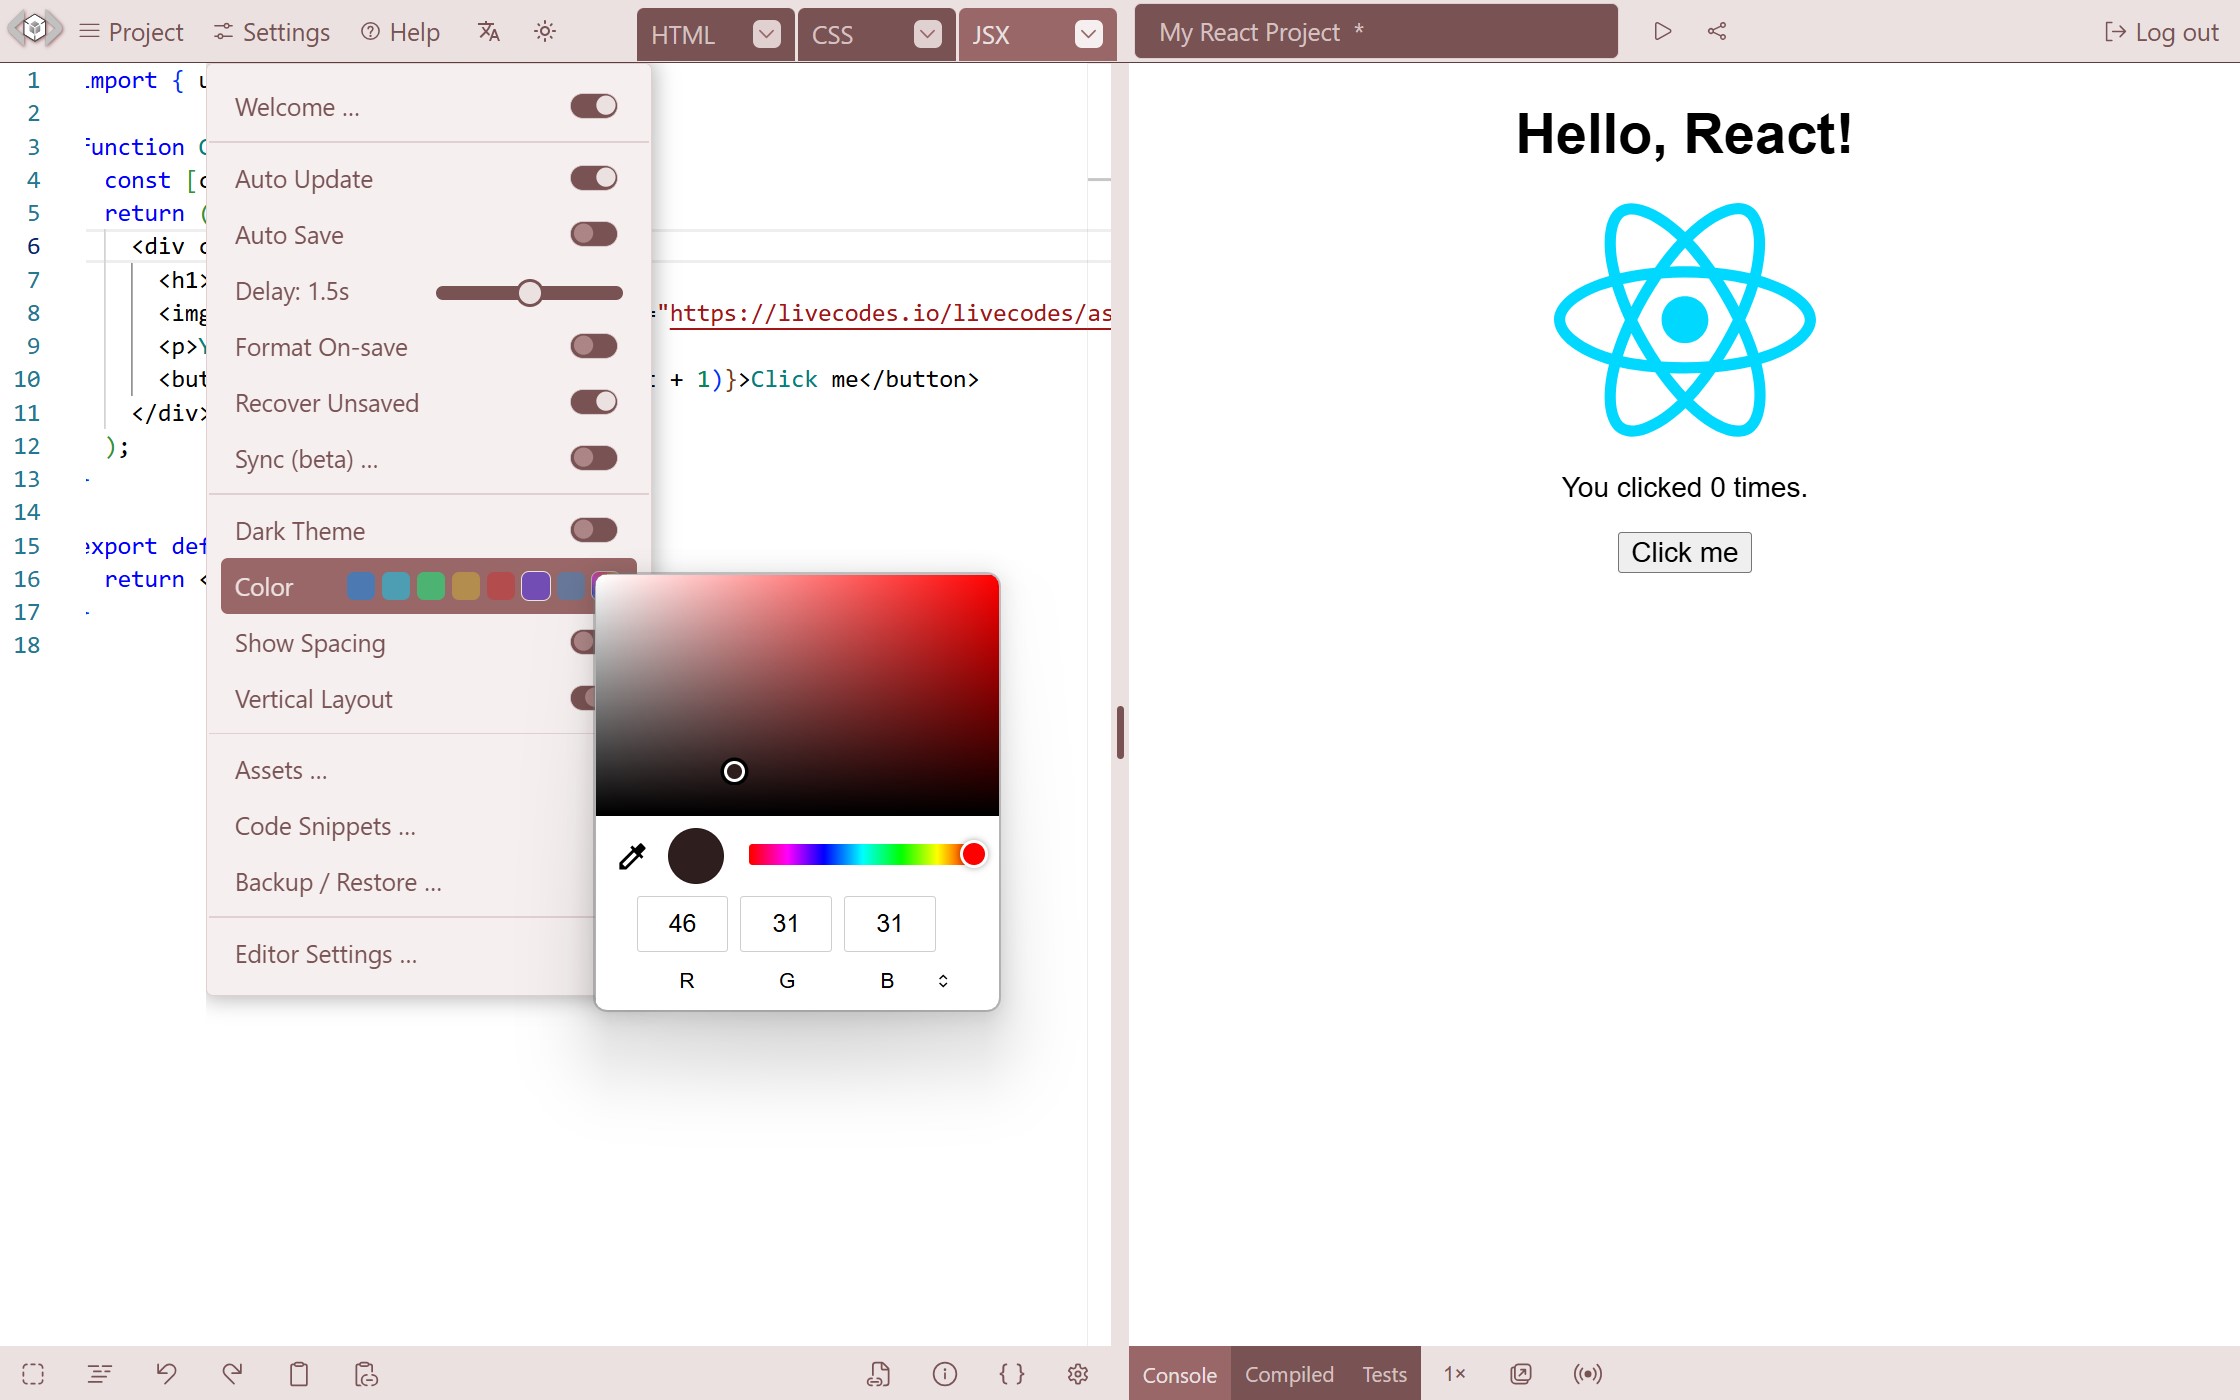 Project Settings Help
HTML CSS JSX
My React Project *
Log out
1 import {
2
3 function
4 const [
5 return (
6 <div
7 <h1>
8 <img ="https://livecodes.io/livecodes/as
9 <p>
10 <but + 1)}>Click me</button>
11 </div>
12 );
13
14
15 export def
16 return <
17
18
Welcome ...
Auto Update
Auto Save
Delay: 1.5s
Format On-save
Recover Unsaved
Sync (beta) ...
Dark Theme
Color
Show Spacing
Vertical Layout
Assets ...
Code Snippets ...
Backup / Restore ...
Editor Settings ...
46 31 31
R G B
Hello, React!
You clicked 0 times.
Click me
Console Compiled Tests 1×